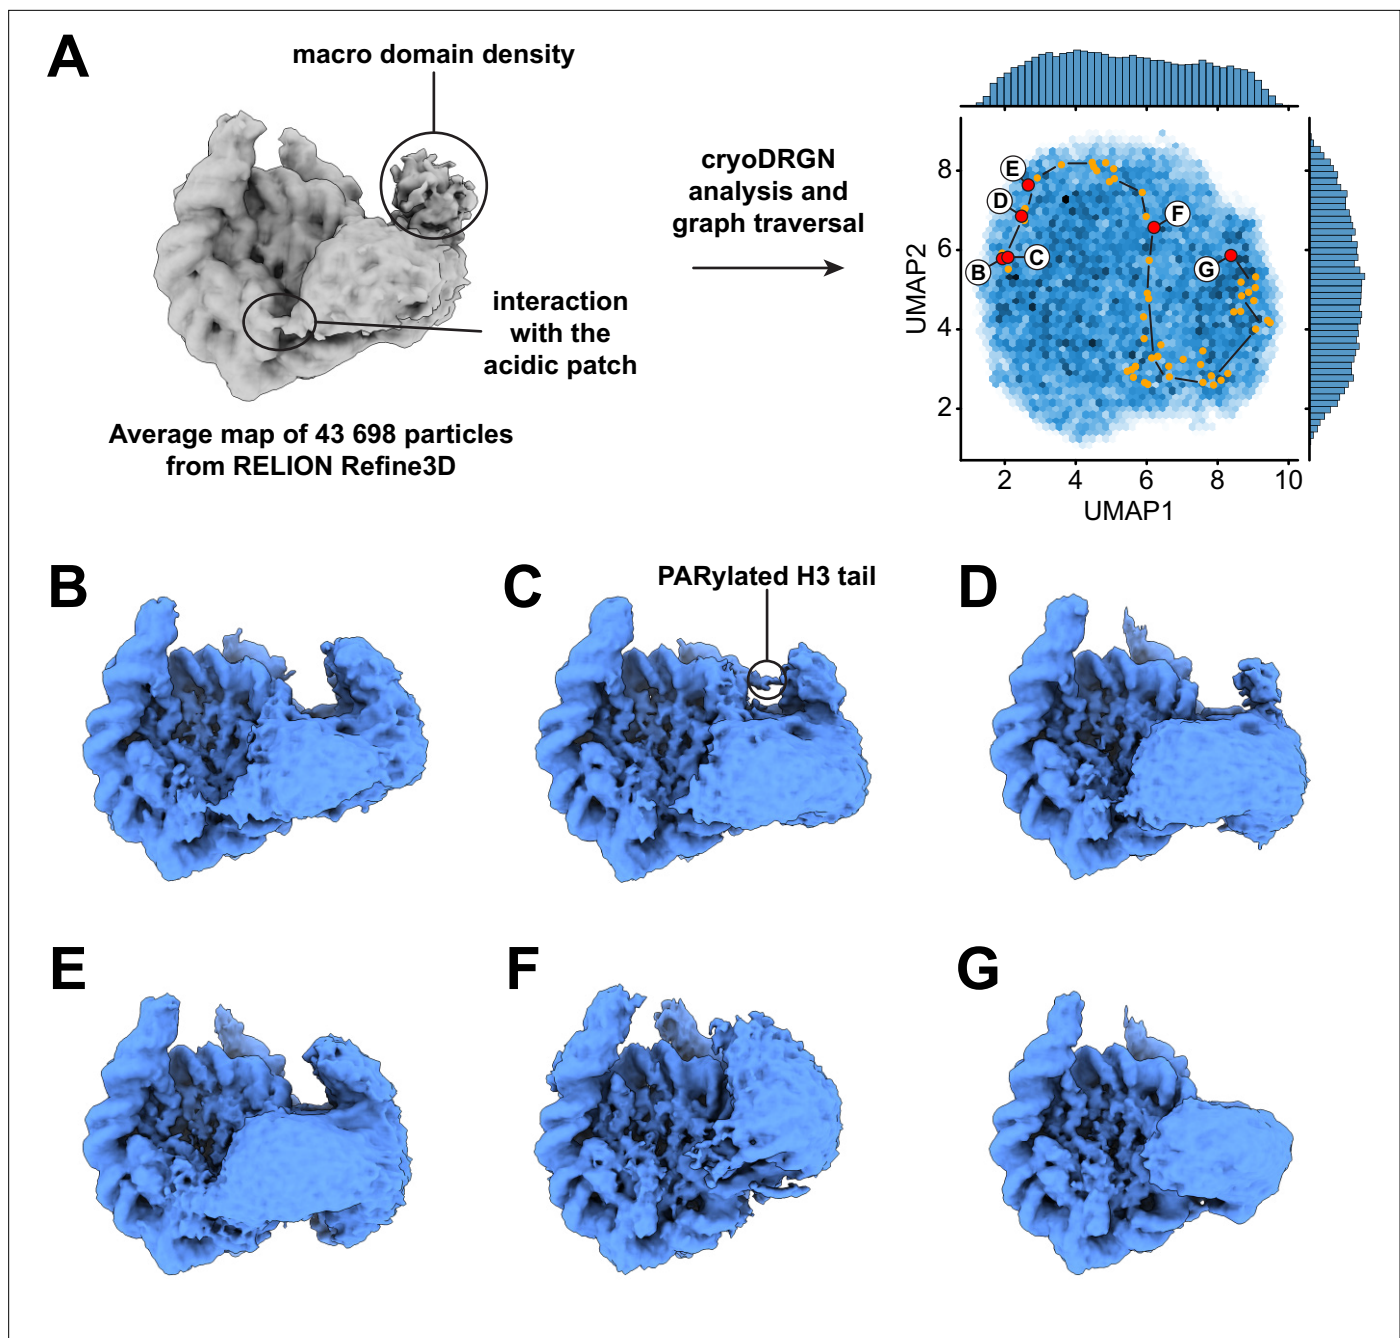 A
macro domain density
interaction
with the
acidic patch
Average map of 43 698 particles
from RELION Refine3D
cryoDRGN
analysis and
graph traversal
UMAP2
8
6
4
2
E
D
B
C
F
G
2 4 6 8 10
UMAP1
B
C
PARylated H3 tail
D
E
F
G